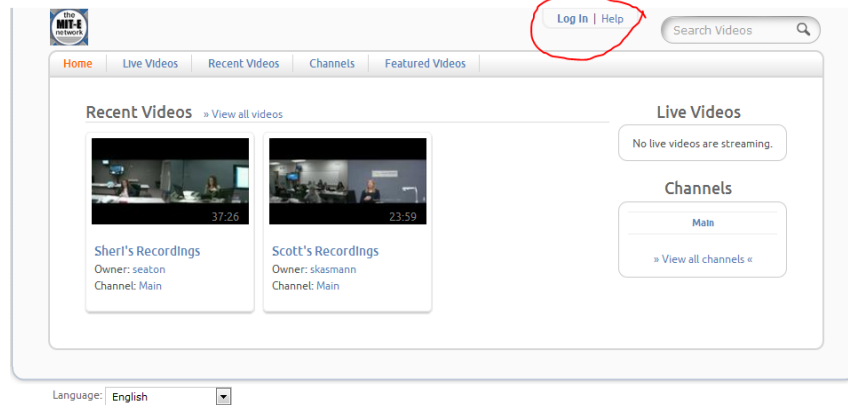 the
MIT-E
network
Log In | Help
Search Videos
Home Live Videos Recent Videos Channels Featured Videos
Recent Videos » View all videos
37:26
Sheri's Recordings
Owner: seaton
Channel: Main
23:59
Scott's Recordings
Owner: skasmann
Channel: Main
Live Videos
No live videos are streaming.
Channels
Main
» View all channels «
Language: English